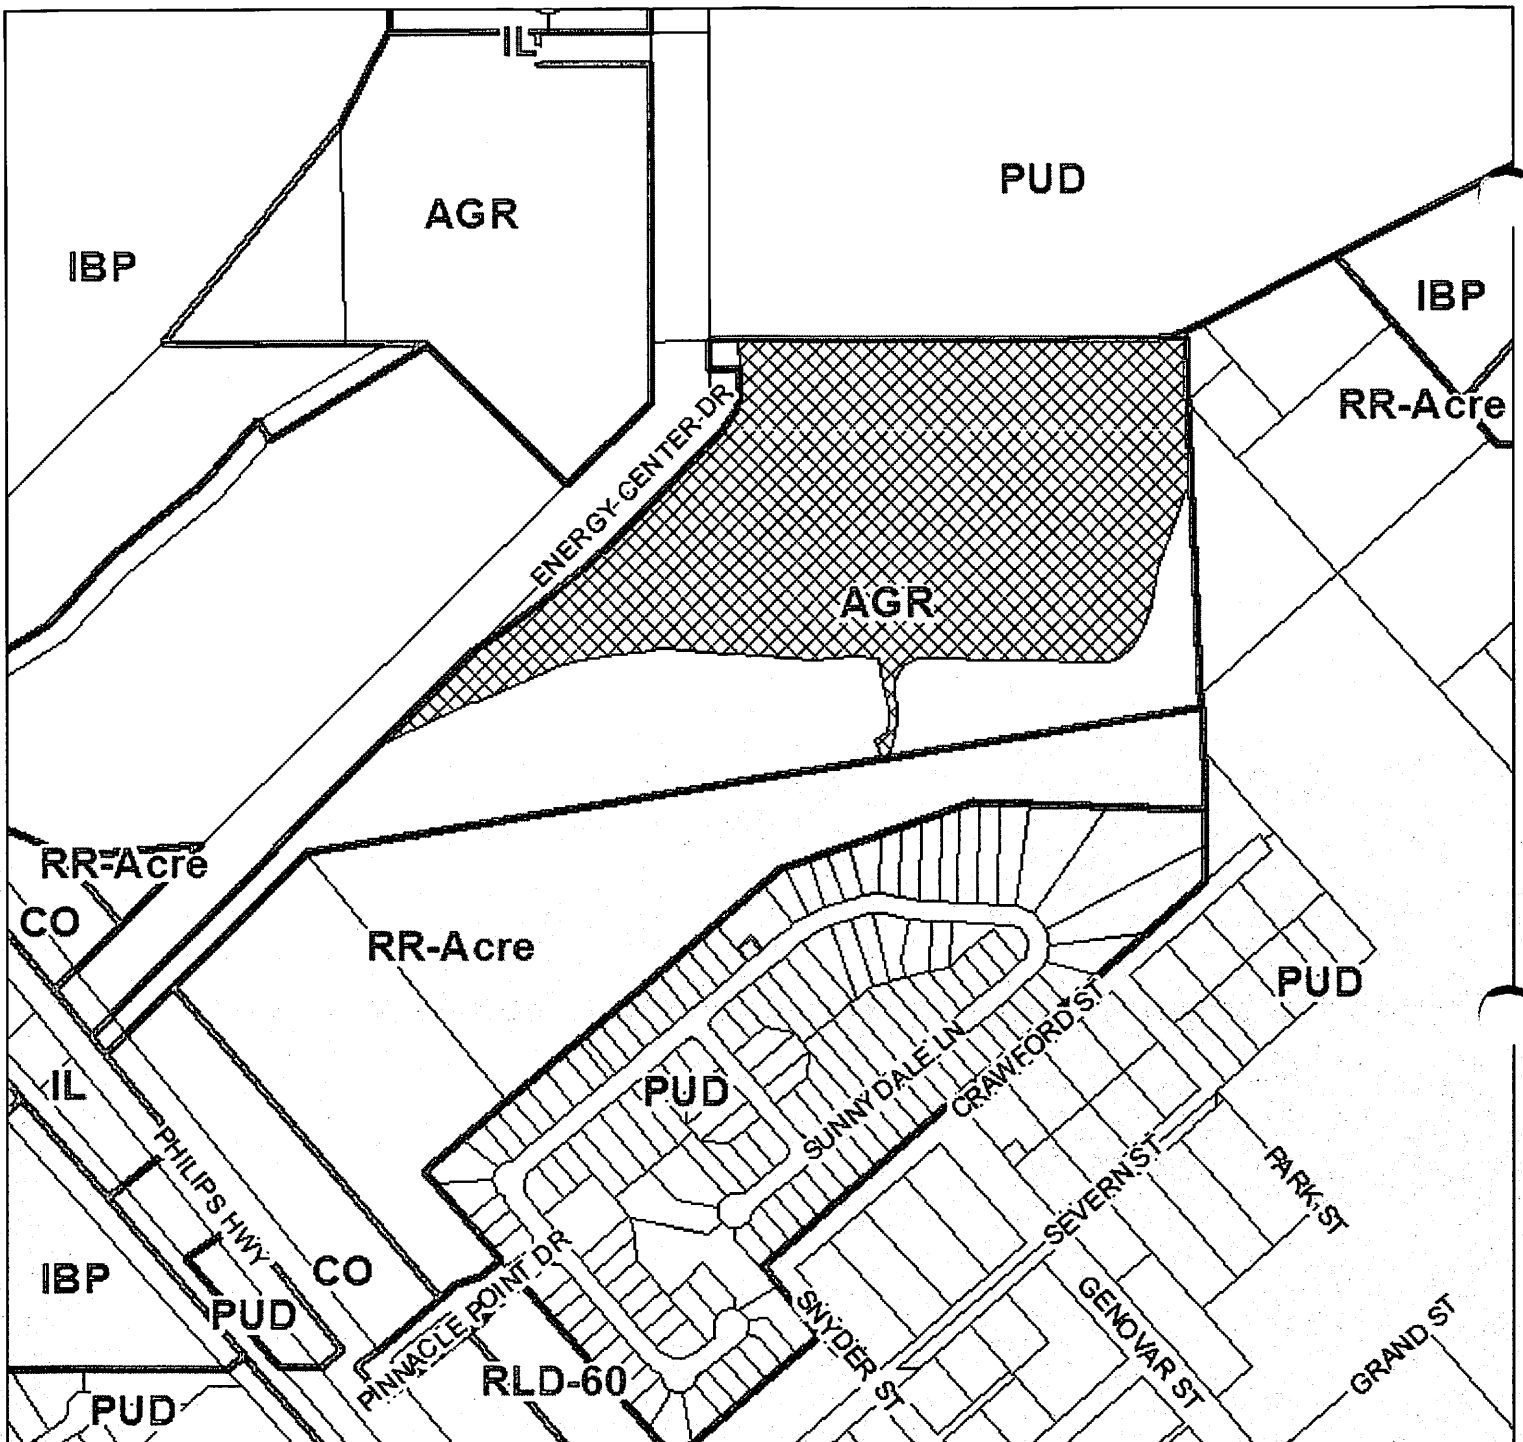 IL
PUD
AGR
IBP
IBP
RR-Acre
ENERGY-CENTER-DR
AGR
RR-Acre
CO
RR-Acre
PUD
IL
PUD
SUNNYDALE LN
CRAWFORD ST
PHILIPS HWY
SEVERN ST
PARK ST
IBP
CO
PUD
PINNACLE POINT DR
SNYDER ST
GENOVAR ST
GRAND ST
RLD-60
PUD